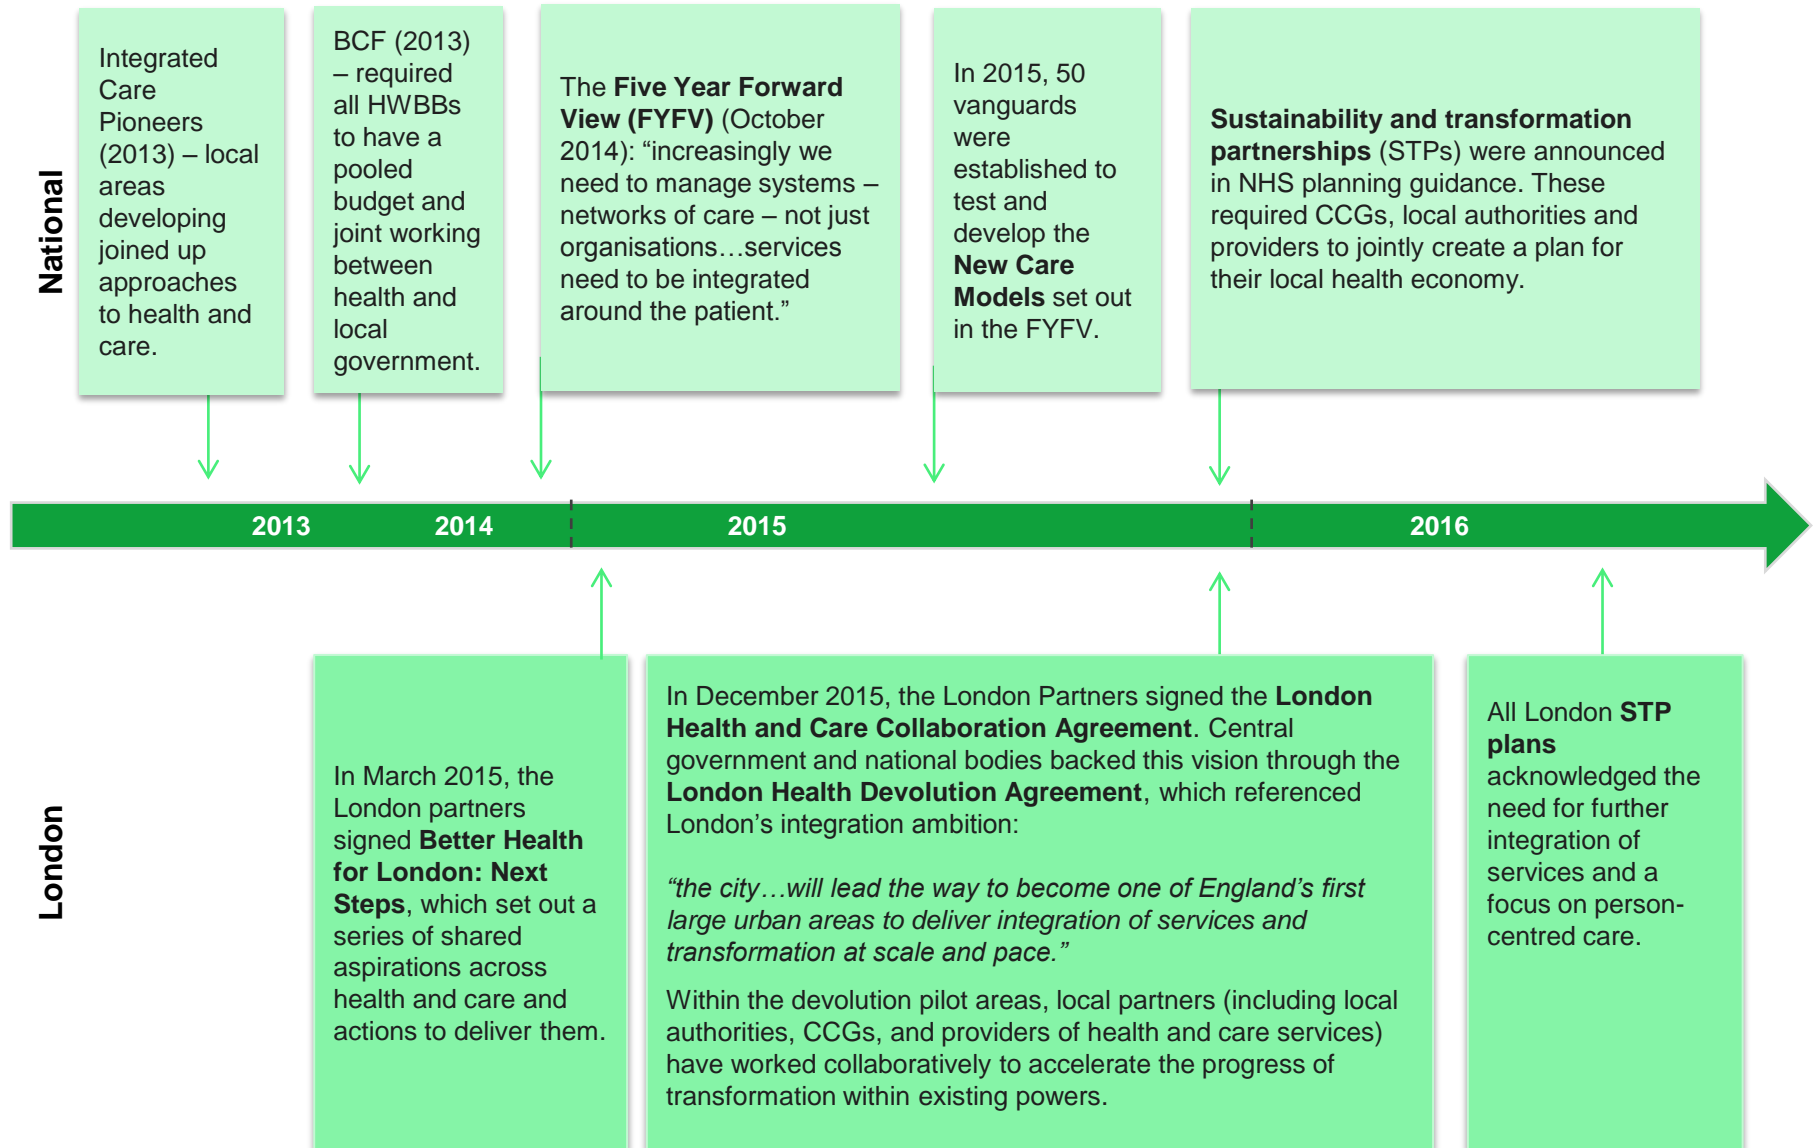 National
Integrated
Care
Pioneers
(2013) – local
areas
developing
joined up
approaches
to health and
care.
BCF (2013)
– required
all HWBBs
to have a
pooled
budget and
joint working
between
health and
local
government.
The Five Year Forward
View (FYFV) (October
2014): “increasingly we
need to manage systems –
networks of care – not just
organisations…services
need to be integrated
around the patient.”
In 2015, 50
vanguards
were
established to
test and
develop the
New Care
Models set out
in the FYFV.
Sustainability and transformation
partnerships (STPs) were announced
in NHS planning guidance. These
required CCGs, local authorities and
providers to jointly create a plan for
their local health economy.
2013 2014 2015 2016
London
In March 2015, the
London partners
signed Better Health
for London: Next
Steps, which set out a
series of shared
aspirations across
health and care and
actions to deliver them.
In December 2015, the London Partners signed the London
Health and Care Collaboration Agreement. Central
government and national bodies backed this vision through the
London Health Devolution Agreement, which referenced
London’s integration ambition:
“the city…will lead the way to become one of England’s first
large urban areas to deliver integration of services and
transformation at scale and pace.”
Within the devolution pilot areas, local partners (including local
authorities, CCGs, and providers of health and care services)
have worked collaboratively to accelerate the progress of
transformation within existing powers.
All London STP
plans
acknowledged the
need for further
integration of
services and a
focus on person-
centred care.